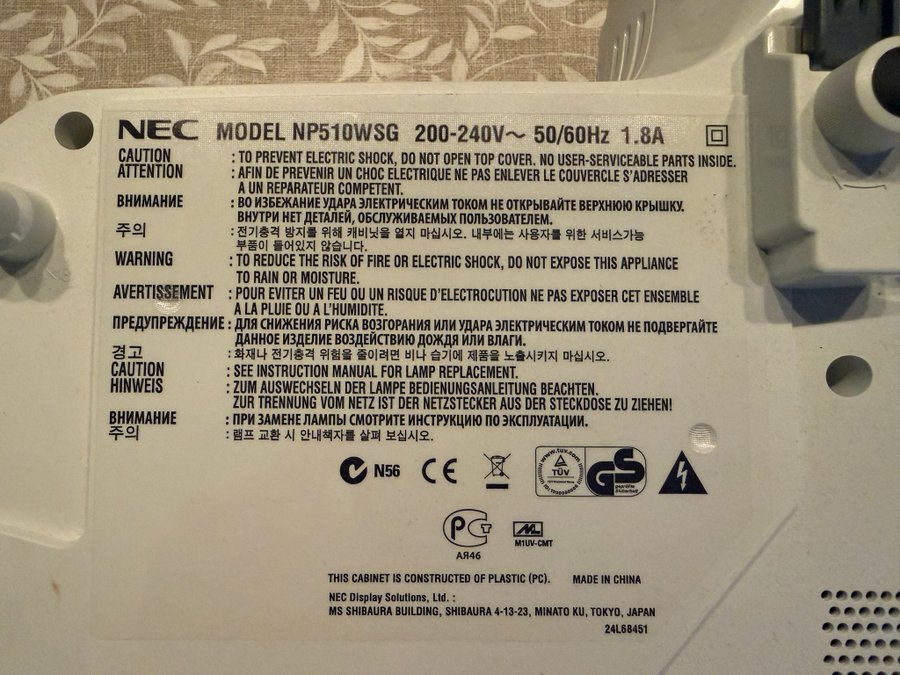 NEC MODEL NP510WSG 200-240V～ 50/60Hz 1.8A
CAUTION : TO PREVENT ELECTRIC SHOCK, DO NOT OPEN TOP COVER. NO USER-SERVICEABLE PARTS INSIDE.
ATTENTION : AFIN DE PREVENIR UN CHOC ELECTRIQUE NE PAS ENLEVER LE COUVERCLE S'ADRESSER
A UN REPARATEUR COMPETENT.
ВНИМАНИЕ : ВО ИЗБЕЖАНИЕ УДАРА ЭЛЕКТРИЧЕСКИМ ТОКОМ НЕ ОТКРЫВАЙТЕ ВЕРХНЮЮ КРЫШКУ.
ВНУТРИ НЕТ ДЕТАЛЕЙ, ОБСЛУЖИВАЕМЫХ ПОЛЬЗОВАТЕЛЕМ.
주의 : 전기충격 방지를 위해 캐비닛을 열지 마십시오. 내부에는 사용자를 위한 서비스가능
부품이 들어있지 않습니다.
WARNING : TO REDUCE THE RISK OF FIRE OR ELECTRIC SHOCK, DO NOT EXPOSE THIS APPLIANCE
TO RAIN OR MOISTURE.
AVERTISSEMENT : POUR EVITER UN FEU OU UN RISQUE D'ELECTROCUTION NE PAS EXPOSER CET ENSEMBLE
A LA PLUIE OU A L'HUMIDITE.
ПРЕДУПРЕЖДЕНИЕ : ДЛЯ СНИЖЕНИЯ РИСКА ВОЗГОРАНИЯ ИЛИ УДАРА ЭЛЕКТРИЧЕСКИМ ТОКОМ НЕ ПОДВЕРГАЙТЕ
ДАННОЕ ИЗДЕЛИЕ ВОЗДЕЙСТВИЮ ДОЖДЯ ИЛИ ВЛАГИ.
경고 : 화재나 전기충격 위험을 줄이려면 비나 습기에 제품을 노출시키지 마십시오.
CAUTION : SEE INSTRUCTION MANUAL FOR LAMP REPLACEMENT.
HINWEIS : ZUM AUSWECHSELN DER LAMPE BEDIENUNGSANLEITUNG BEACHTEN.
ZUR TRENNUNG VOM NETZ IST DER NETZSTECKER AUS DER STECKDOSE ZU ZIEHEN!
ВНИМАНИЕ : ПРИ ЗАМЕНЕ ЛАМПЫ СМОТРИТЕ ИНСТРУКЦИЮ ПО ЭКСПЛУАТАЦИИ.
주의 : 램프 교환 시 안내책자를 살펴 보십시오.
N56 CE www.tuv.com TÜV GS geprüfte Sicherheit
РСТ ML
АЯ46 M1UV-CMT
THIS CABINET IS CONSTRUCTED OF PLASTIC (PC). MADE IN CHINA
NEC Display Solutions, Ltd. :
MS SHIBAURA BUILDING, SHIBAURA 4-13-23, MINATO KU, TOKYO, JAPAN
24L68451